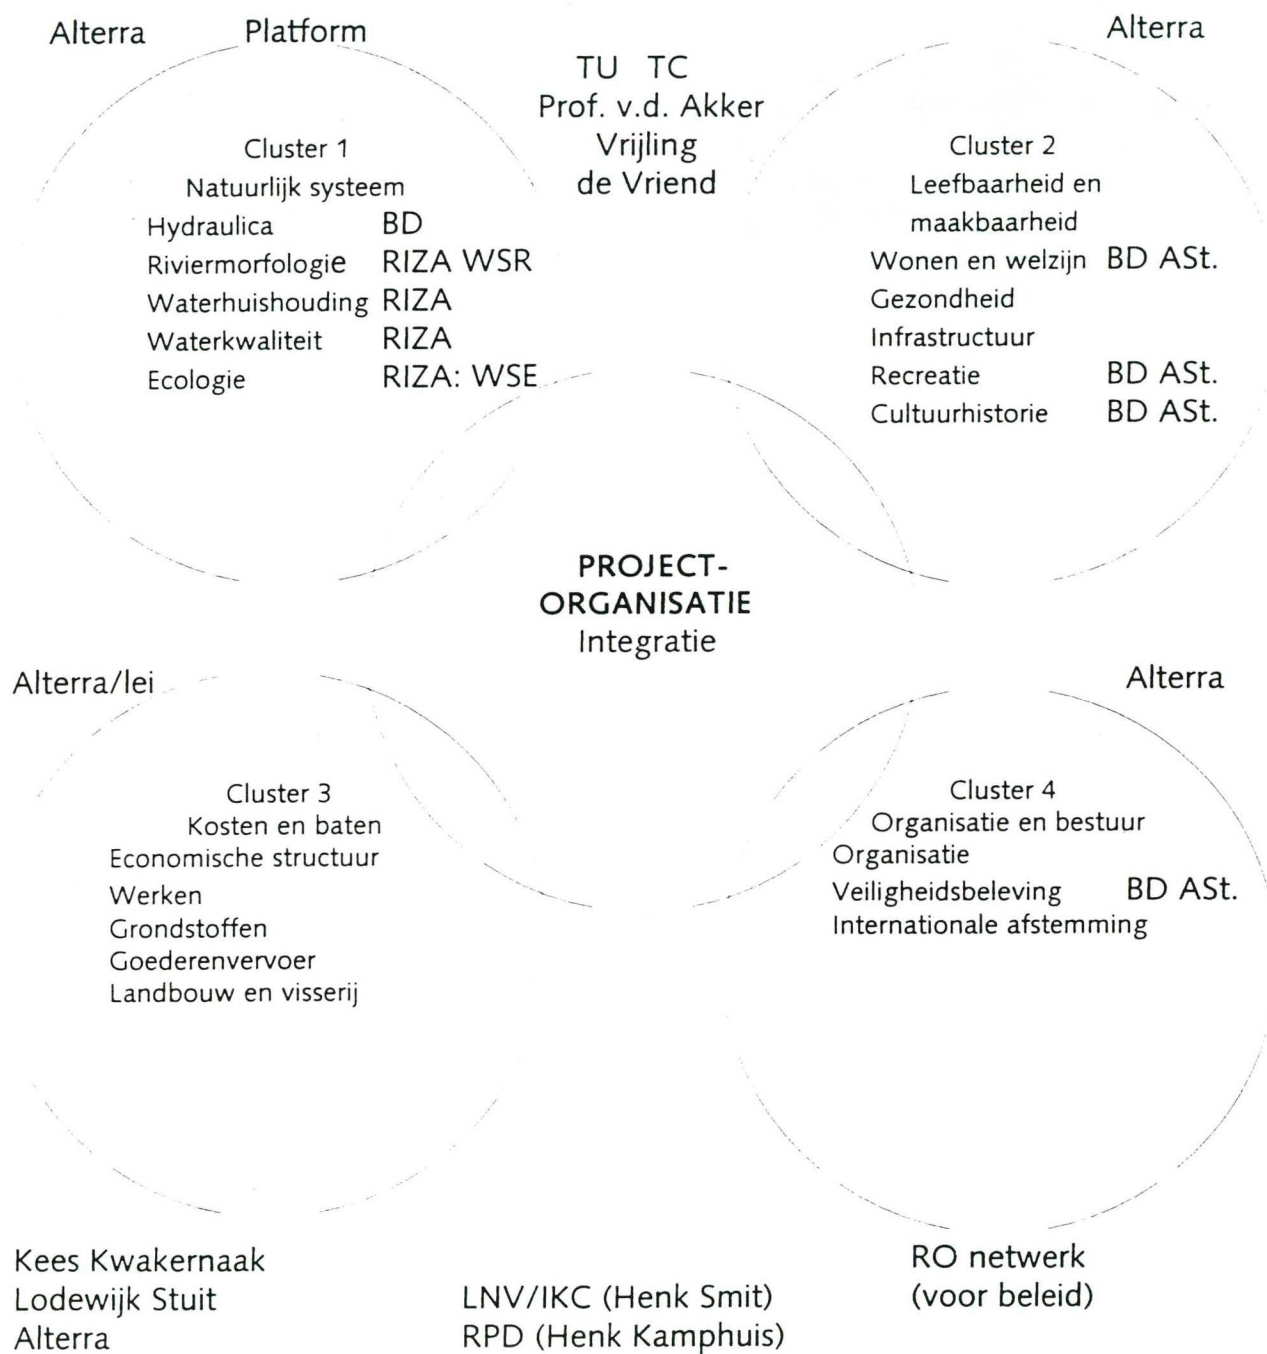 Alterra Platform
TU TC
Prof. v.d. Akker
Vrijling
de Vriend
Alterra
Cluster 1
Natuurlijk systeem
Hydraulica BD
Riviermorfologie RIZA WSR
Waterhuishouding RIZA
Waterkwaliteit RIZA
Ecologie RIZA: WSE
Cluster 2
Leefbaarheid en
maakbaarheid
Wonen en welzijn BD ASt.
Gezondheid
Infrastructuur
Recreatie BD ASt.
Cultuurhistorie BD ASt.
PROJECT-
ORGANISATIE
Integratie
Alterra/lei
Cluster 3
Kosten en baten
Economische structuur
Werken
Grondstoffen
Goederenvervoer
Landbouw en visserij
Alterra
Cluster 4
Organisatie en bestuur
Organisatie
Veiligheidsbeleving BD ASt.
Internationale afstemming
Kees Kwakernaak
Lodewijk Stuit
Alterra
LNV/IKC (Henk Smit)
RPD (Henk Kamphuis)
RO netwerk
(voor beleid)